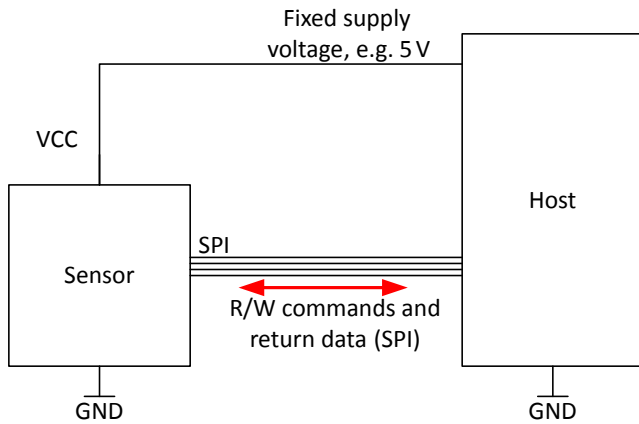 Fixed supply
voltage, e.g. 5 V
VCC
Host
SPI
Sensor
R/W commands and
return data (SPI)
GND
GND